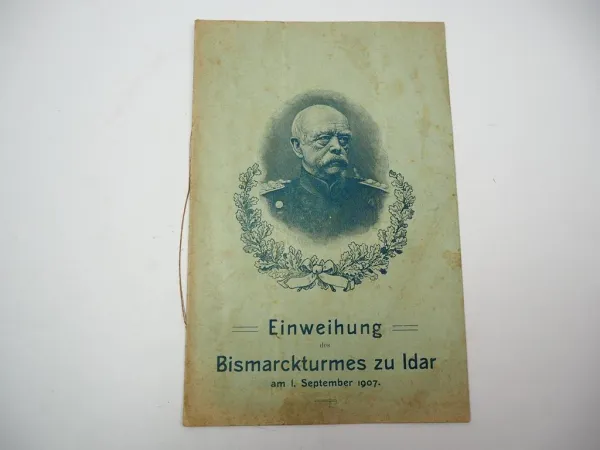 Einweihung
des
Bismarckturmes zu Idar
am 1. September 1907.